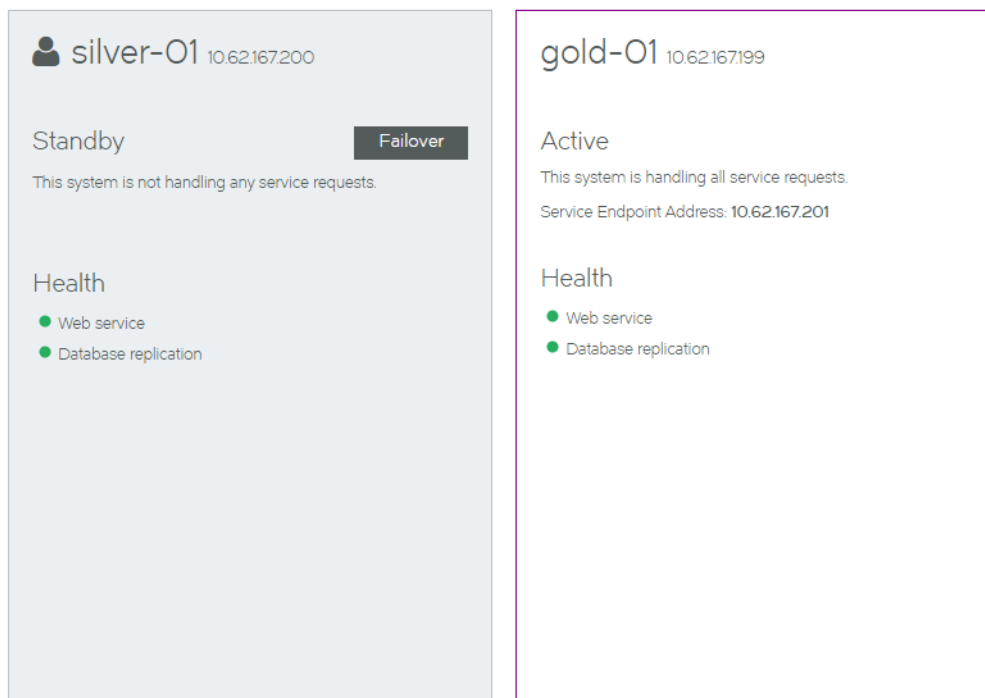 silver-01 10.62.167.200
Standby
Failover
This system is not handling any service requests.
Health
Web service
Database replication
gold-01 10.62.167.199
Active
This system is handling all service requests.
Service Endpoint Address: 10.62.167.201
Health
Web service
Database replication